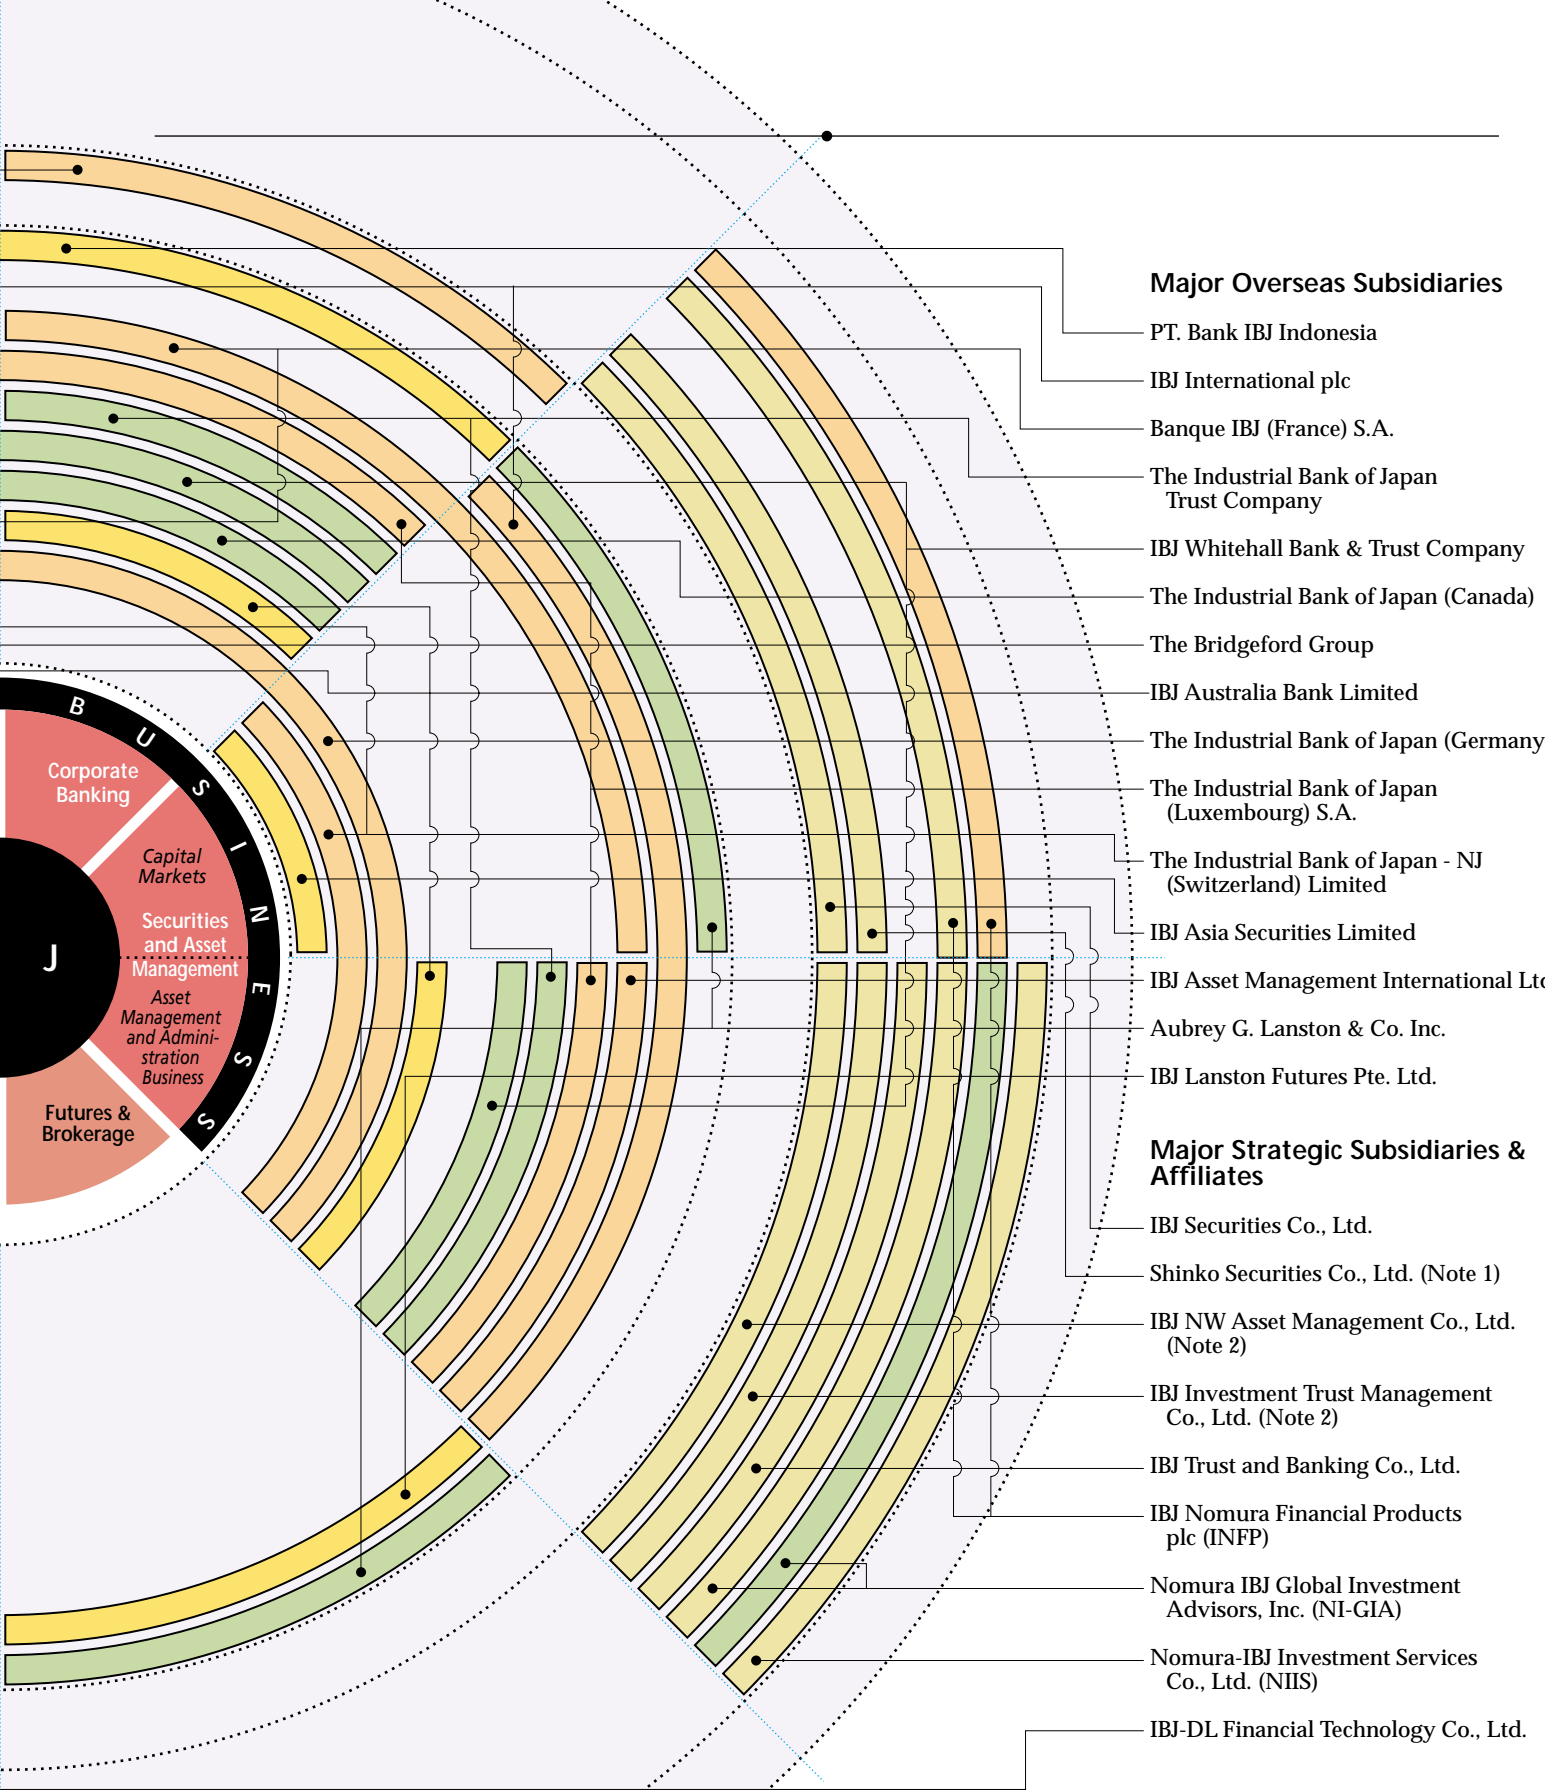 Major Overseas Subsidiaries
PT. Bank IBJ Indonesia
IBJ International plc
Banque IBJ (France) S.A.
The Industrial Bank of Japan
Trust Company
IBJ Whitehall Bank & Trust Company
The Industrial Bank of Japan (Canada)
The Bridgeford Group
IBJ Australia Bank Limited
The Industrial Bank of Japan (Germany
The Industrial Bank of Japan
(Luxembourg) S.A.
The Industrial Bank of Japan - NJ
(Switzerland) Limited
IBJ Asia Securities Limited
IBJ Asset Management International Ltd
Aubrey G. Lanston & Co. Inc.
IBJ Lanston Futures Pte. Ltd.
Major Strategic Subsidiaries &
Affiliates
IBJ Securities Co., Ltd.
Shinko Securities Co., Ltd. (Note 1)
IBJ NW Asset Management Co., Ltd.
(Note 2)
IBJ Investment Trust Management
Co., Ltd. (Note 2)
IBJ Trust and Banking Co., Ltd.
IBJ Nomura Financial Products
plc (INFP)
Nomura IBJ Global Investment
Advisors, Inc. (NI-GIA)
Nomura-IBJ Investment Services
Co., Ltd. (NIIS)
IBJ-DL Financial Technology Co., Ltd.
BUSINESS
Corporate
Banking
Capital
Markets
Securities
and Asset
Management
Asset
Management
and Admini-
stration
Business
Futures &
Brokerage
J